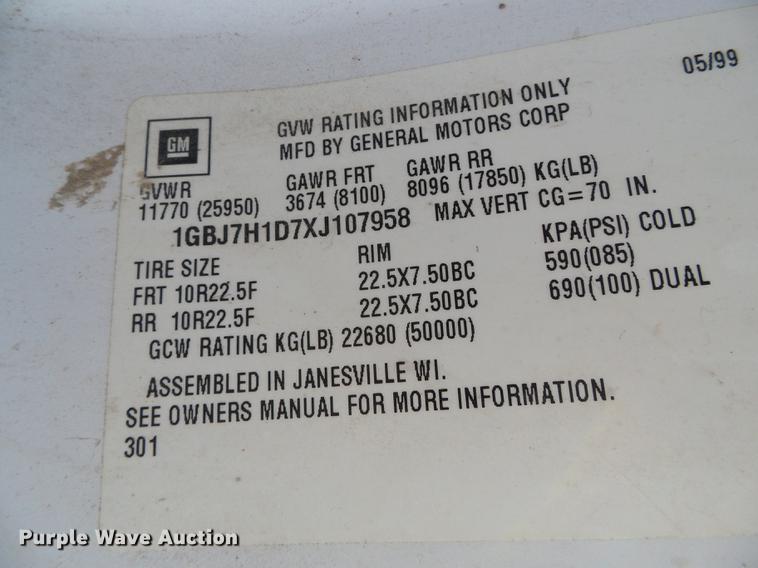 05/99
GM
GVW RATING INFORMATION ONLY
MFD BY GENERAL MOTORS CORP
GVWR GAWR FRT GAWR RR
11770 (25950) 3674 (8100) 8096 (17850) KG(LB)
1GBJ7H1D7XJ107958 MAX VERT CG=70 IN.
TIRE SIZE RIM KPA(PSI) COLD
FRT 10R22.5F 22.5X7.50BC 590(085)
RR 10R22.5F 22.5X7.50BC 690(100) DUAL
GCW RATING KG(LB) 22680 (50000)
ASSEMBLED IN JANESVILLE WI.
SEE OWNERS MANUAL FOR MORE INFORMATION.
301
Purple Wave Auction